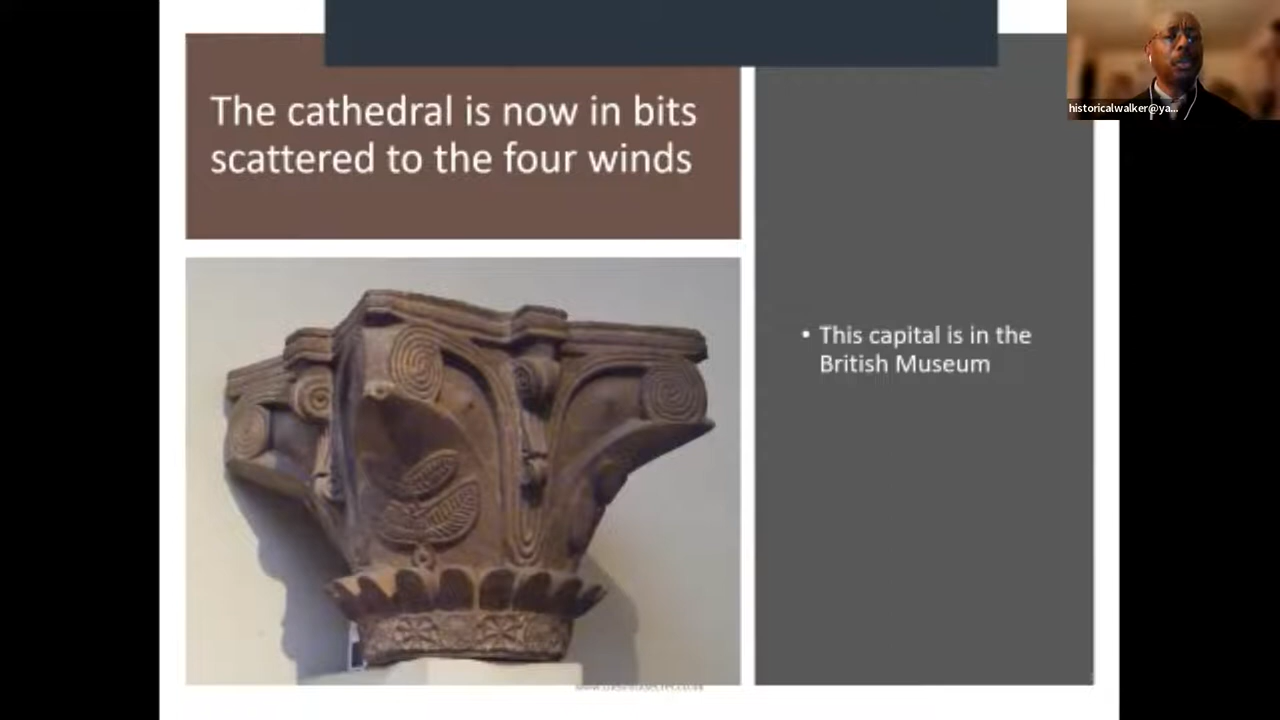 The cathedral is now in bits
scattered to the four winds
historicalwalker@ya...
• This capital is in the
British Museum